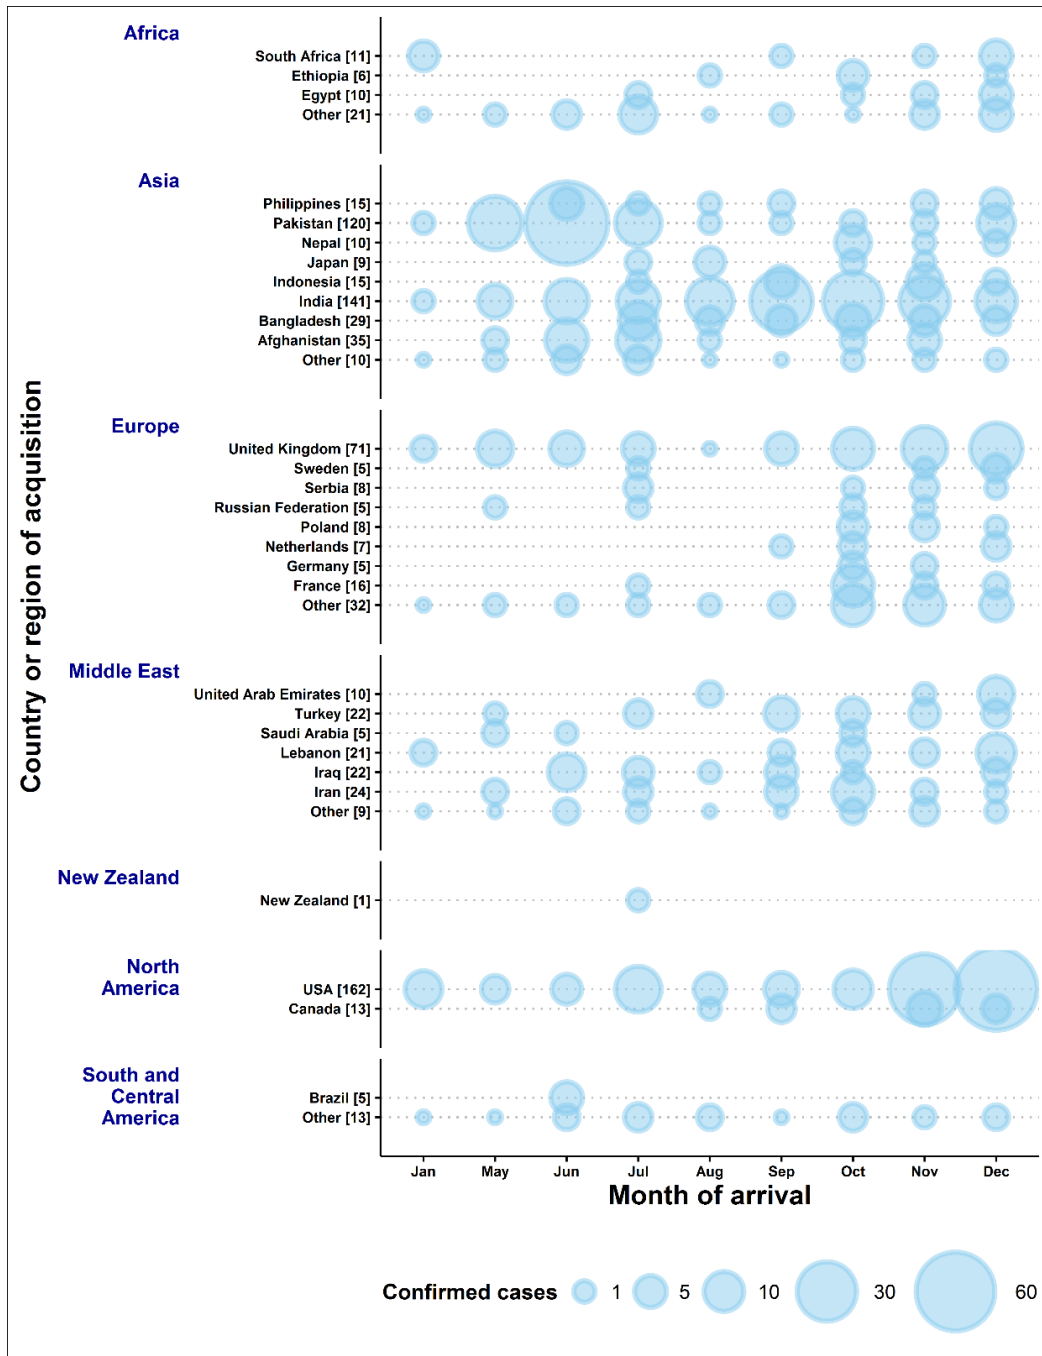 Country or region of acquisition
Africa
South Africa [11]
Ethiopia [6]
Egypt [10]
Other [21]
Asia
Philippines [15]
Pakistan [120]
Nepal [10]
Japan [9]
Indonesia [15]
India [141]
Bangladesh [29]
Afghanistan [35]
Other [10]
Europe
United Kingdom [71]
Sweden [5]
Serbia [8]
Russian Federation [5]
Poland [8]
Netherlands [7]
Germany [5]
France [16]
Other [32]
Middle East
United Arab Emirates [10]
Turkey [22]
Saudi Arabia [5]
Lebanon [21]
Iraq [22]
Iran [24]
Other [9]
New Zealand
New Zealand [1]
North
America
USA [162]
Canada [13]
South and
Central
America
Brazil [5]
Other [13]
Jan May Jun Jul Aug Sep Oct Nov Dec
Month of arrival
Confirmed cases 1 5 10 30 60